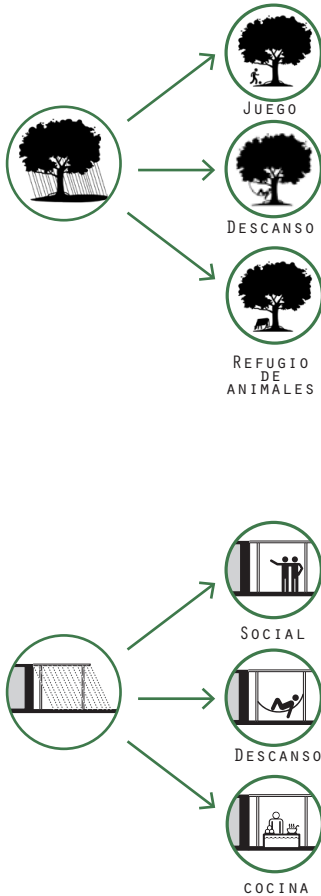 JUEGO
DESCANSO
REFUGIO
DE
ANIMALES
SOCIAL
DESCANSO
COCINA